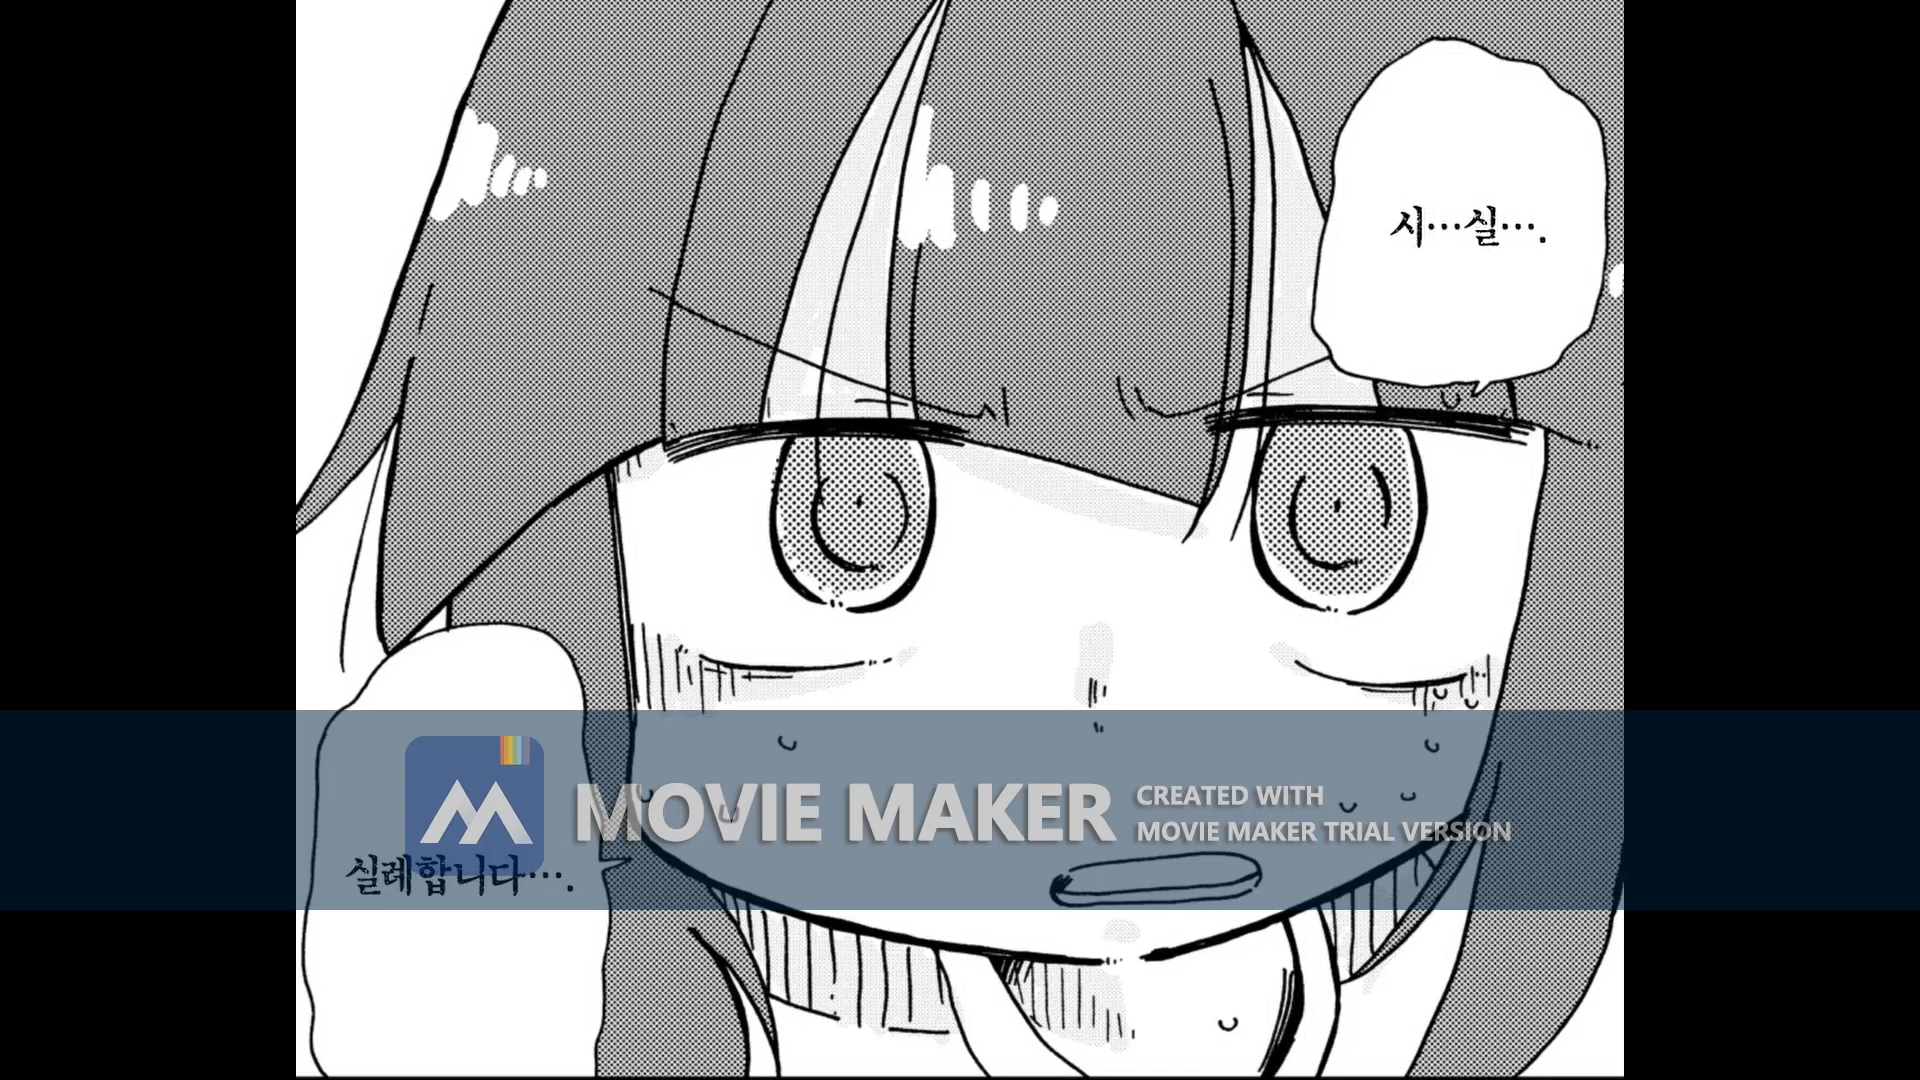 시…실….
실례합니다….
MOVIE MAKER
CREATED WITH
MOVIE MAKER TRIAL VERSION